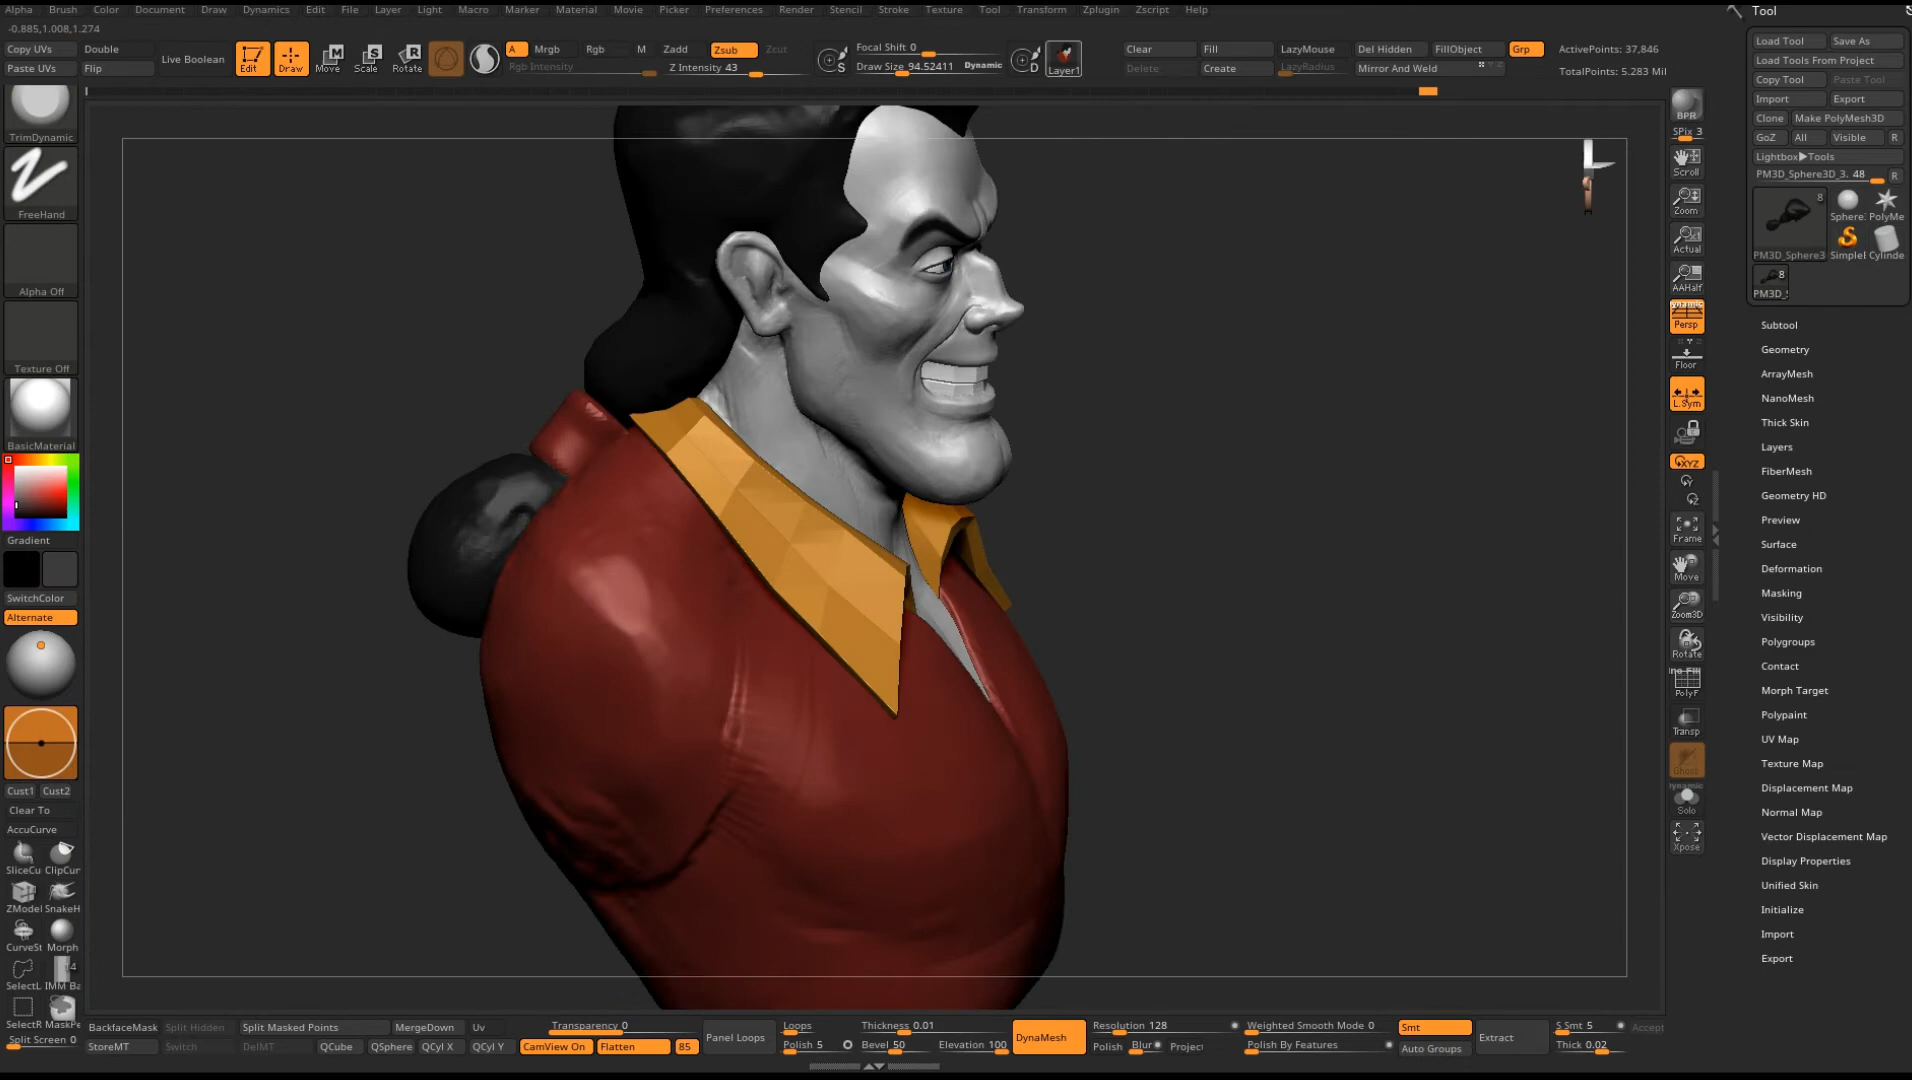 Alpha Brush Color Document Draw Dynamics Edit File Layer Light Macro Marker Material Movie Picker Preferences Render Stencil Stroke Texture Tool Transform Zplugin Zscript Help
Tool
-0.885,1.008,1.274
Copy UVs Double
Paste UVs Flip
Live Boolean
Edit Draw Move Scale Rotate
A Mrgb Rgb M Zadd Zsub Zcut
Rgb Intensity Z Intensity 43
Focal Shift 0
Draw Size 94.52411 Dynamic
Layer1
Clear Fill LazyMouse Del Hidden FillObject Grp
Delete Create LazyRadius Mirror And Weld
ActivePoints: 37,846
TotalPoints: 5.283 Mil
Load Tool Save As
Load Tools From Project
Copy Tool Paste Tool
Import Export
Clone Make PolyMesh3D
GoZ All Visible R
Lightbox▶Tools
PM3D_Sphere3D_3. 48 R
8
Sphere PolyMe
PM3D_Sphere3 Simplel Cylinde
8
PM3D_S
Subtool
Geometry
ArrayMesh
NanoMesh
Thick Skin
Layers
FiberMesh
Geometry HD
Preview
Surface
Deformation
Masking
Visibility
Polygroups
Contact
Morph Target
Polypaint
UV Map
Texture Map
Displacement Map
Normal Map
Vector Displacement Map
Display Properties
Unified Skin
Initialize
Import
Export
BPR
SPix 3
Scroll
Zoom
Actual
AAHalf
Dynamic
Persp
Floor
L.Sym
XYZ
Y
Z
Frame
Move
Zoom3D
Rotate
Line Fill
PolyF
Transp
Ghost
Dynamic
Solo
Xpose
TrimDynamic
FreeHand
Alpha Off
Texture Off
BasicMaterial
Gradient
SwitchColor
Alternate
Cust1 Cust2
Clear To
AccuCurve
SliceCu ClipCur
ZModel SnakeH
CurveSt Morph
14
SelectL IMM Ba
SelectR MaskPe
Split Screen 0
BackfaceMask Split Hidden Split Masked Points MergeDown Uv
StoreMT Switch DelMT QCube QSphere QCyl X QCyl Y
Transparency 0
CamView On Flatten 85
Panel Loops
Loops Thickness 0.01
Polish 5 Bevel 50 Elevation 100
DynaMesh
Resolution 128
Polish Blur Project
Weighted Smooth Mode 0
Polish By Features
Smt
Auto Groups
Extract
S Smt 5 Accept
Thick 0.02